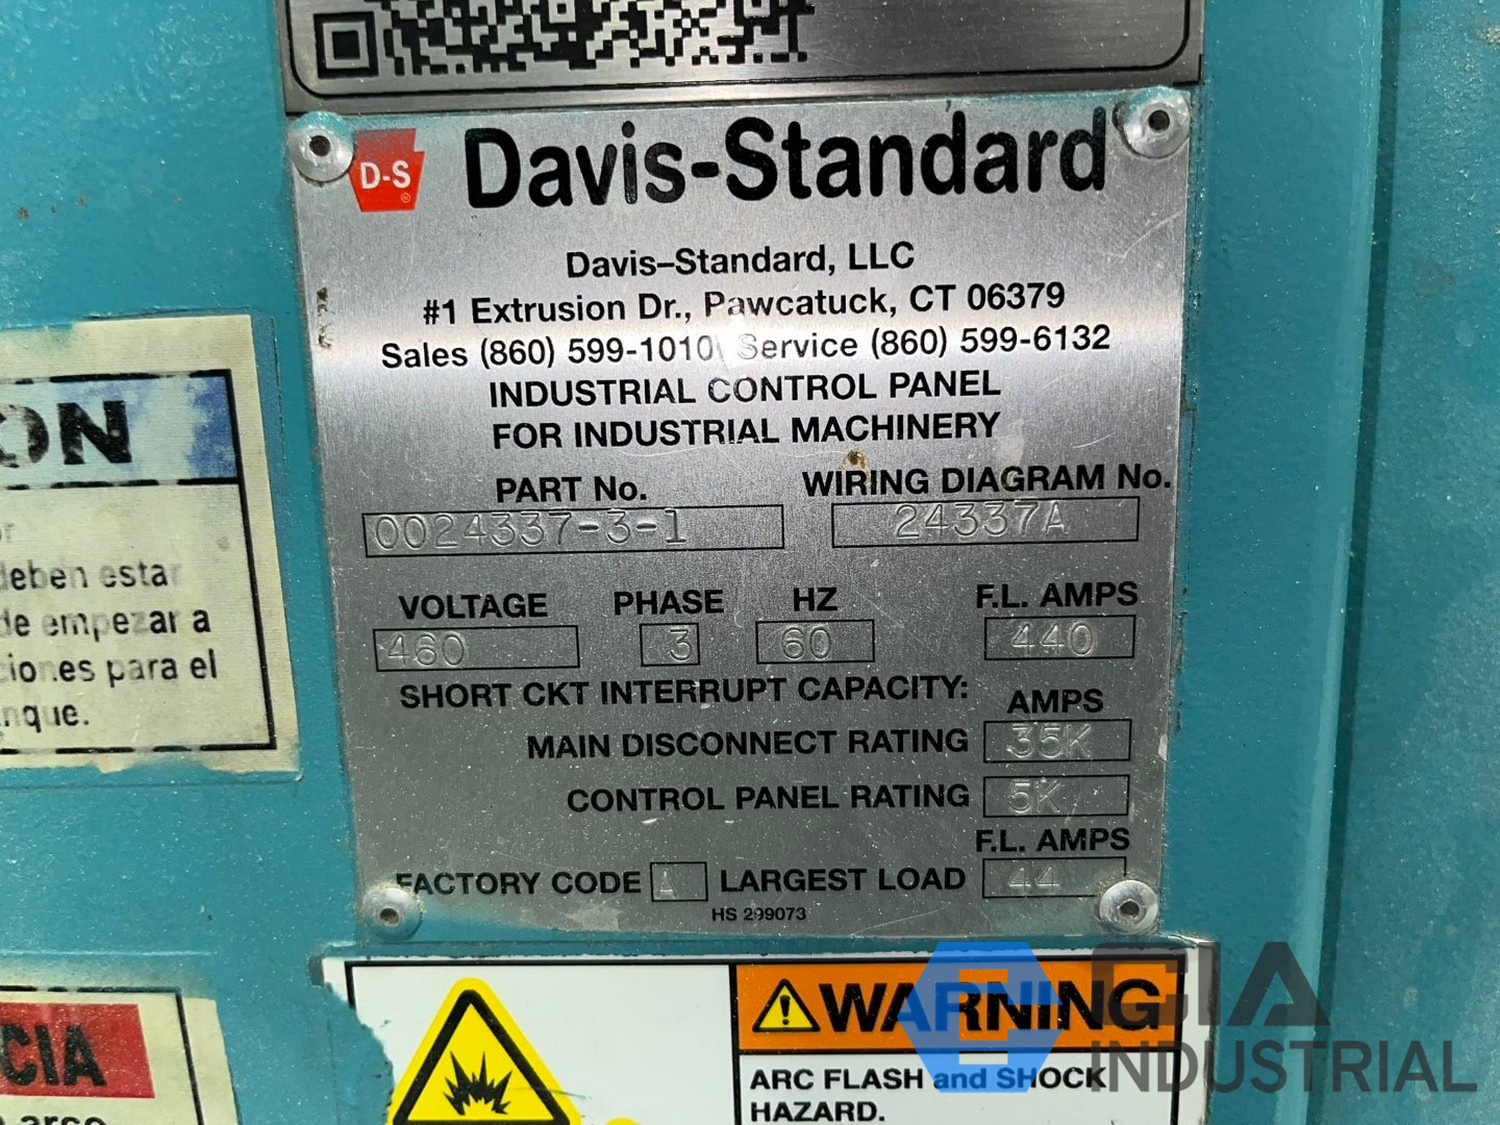 D-S
Davis-Standard
Davis-Standard, LLC
#1 Extrusion Dr., Pawcatuck, CT 06379
Sales (860) 599-1010 Service (860) 599-6132
INDUSTRIAL CONTROL PANEL
FOR INDUSTRIAL MACHINERY
PART No. WIRING DIAGRAM No.
0024337-3-1 24337A
VOLTAGE PHASE HZ F.L. AMPS
460 3 60 440
SHORT CKT INTERRUPT CAPACITY: AMPS
MAIN DISCONNECT RATING 35K
CONTROL PANEL RATING 5K
F.L. AMPS
FACTORY CODE A LARGEST LOAD 44
HS 299073
WARNING
ARC FLASH and SHOCK
HAZARD.
ON
deben estar
de empezar a
ciones para el
nque.
CIA
arco
CIA
INDUSTRIAL